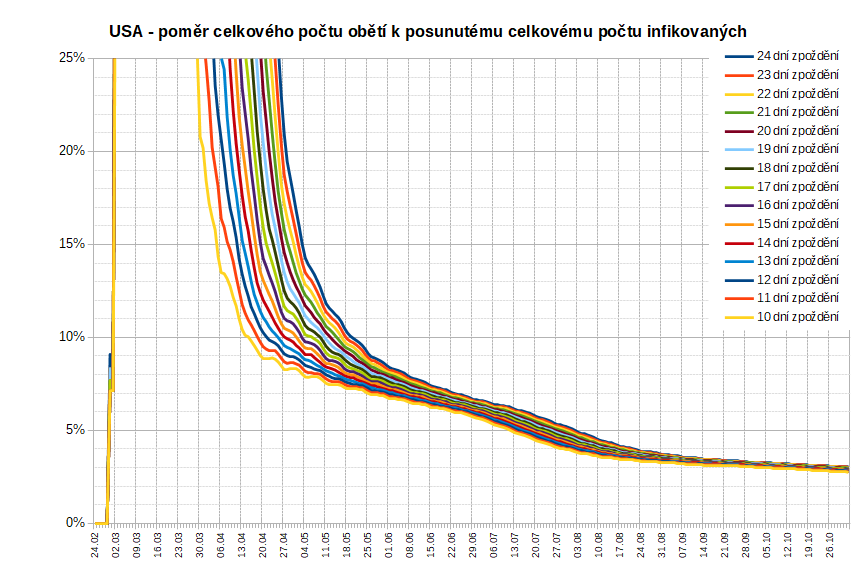 USA - poměr celkového počtu obětí k posunutému celkovému počtu infikovaných
25%
20%
15%
10%
5%
0%
24 dní zpoždění
23 dní zpoždění
22 dní zpoždění
21 dní zpoždění
20 dní zpoždění
19 dní zpoždění
18 dní zpoždění
17 dní zpoždění
16 dní zpoždění
15 dní zpoždění
14 dní zpoždění
13 dní zpoždění
12 dní zpoždění
11 dní zpoždění
10 dní zpoždění
24.02
02.03
09.03
16.03
23.03
30.03
06.04
13.04
20.04
27.04
04.05
11.05
18.05
25.05
01.06
08.06
15.06
22.06
29.06
06.07
13.07
20.07
27.07
03.08
10.08
17.08
24.08
31.08
07.09
14.09
21.09
28.09
05.10
12.10
19.10
26.10